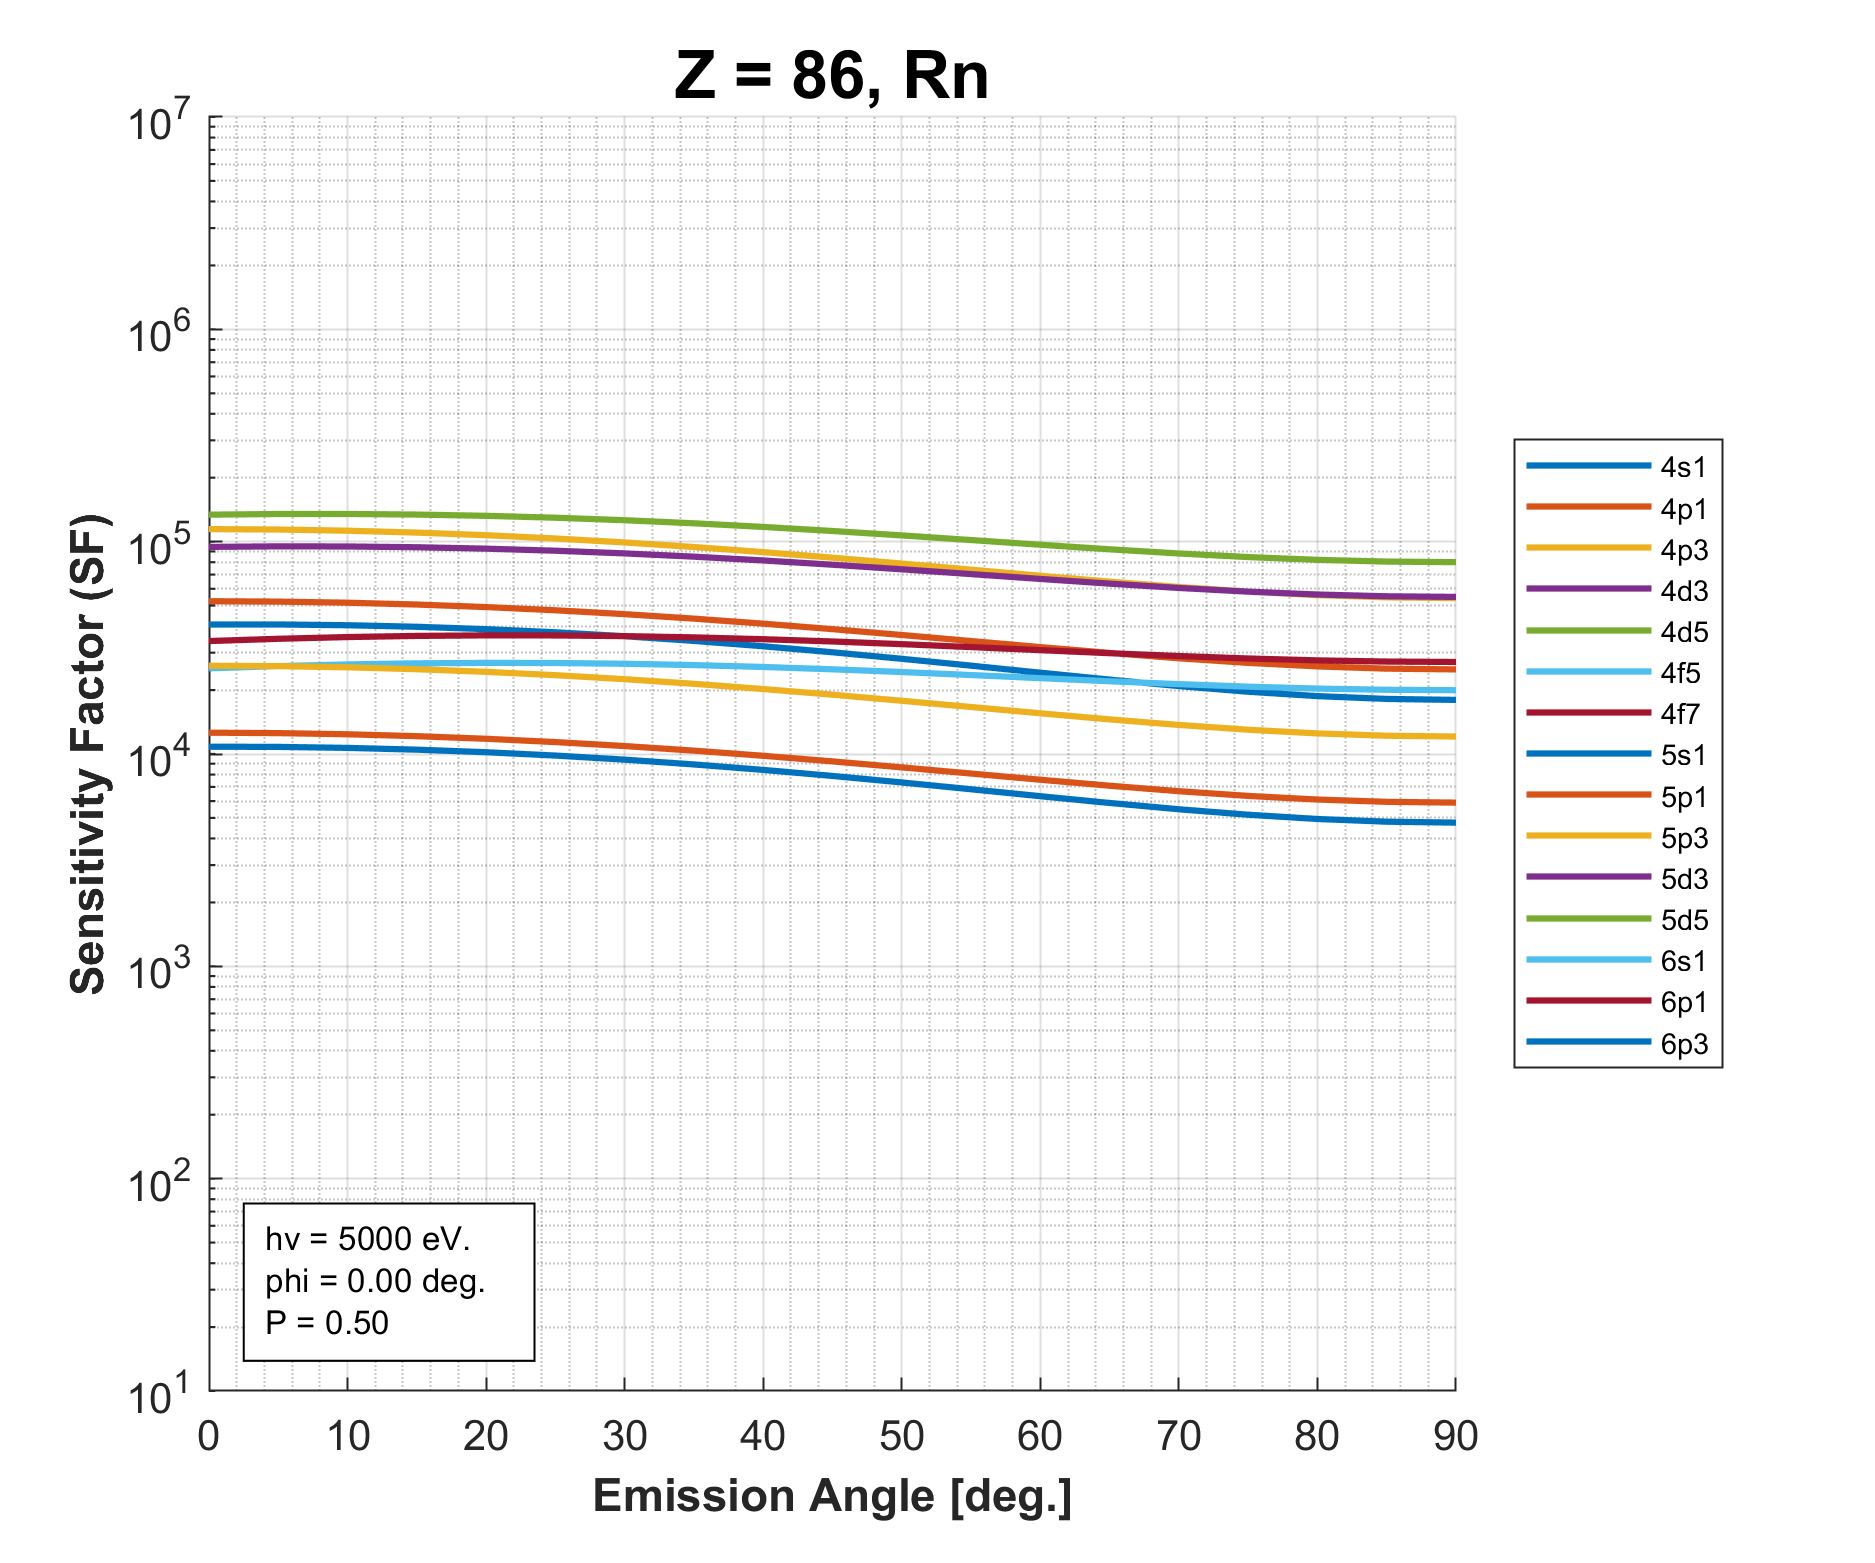 Z = 86, Rn
10^7
10^6
10^5
10^4
10^3
10^2
10^1
Sensitivity Factor (SF)
hv = 5000 eV.
phi = 0.00 deg.
P = 0.50
0 10 20 30 40 50 60 70 80 90
Emission Angle [deg.]
4s1
4p1
4p3
4d3
4d5
4f5
4f7
5s1
5p1
5p3
5d3
5d5
6s1
6p1
6p3